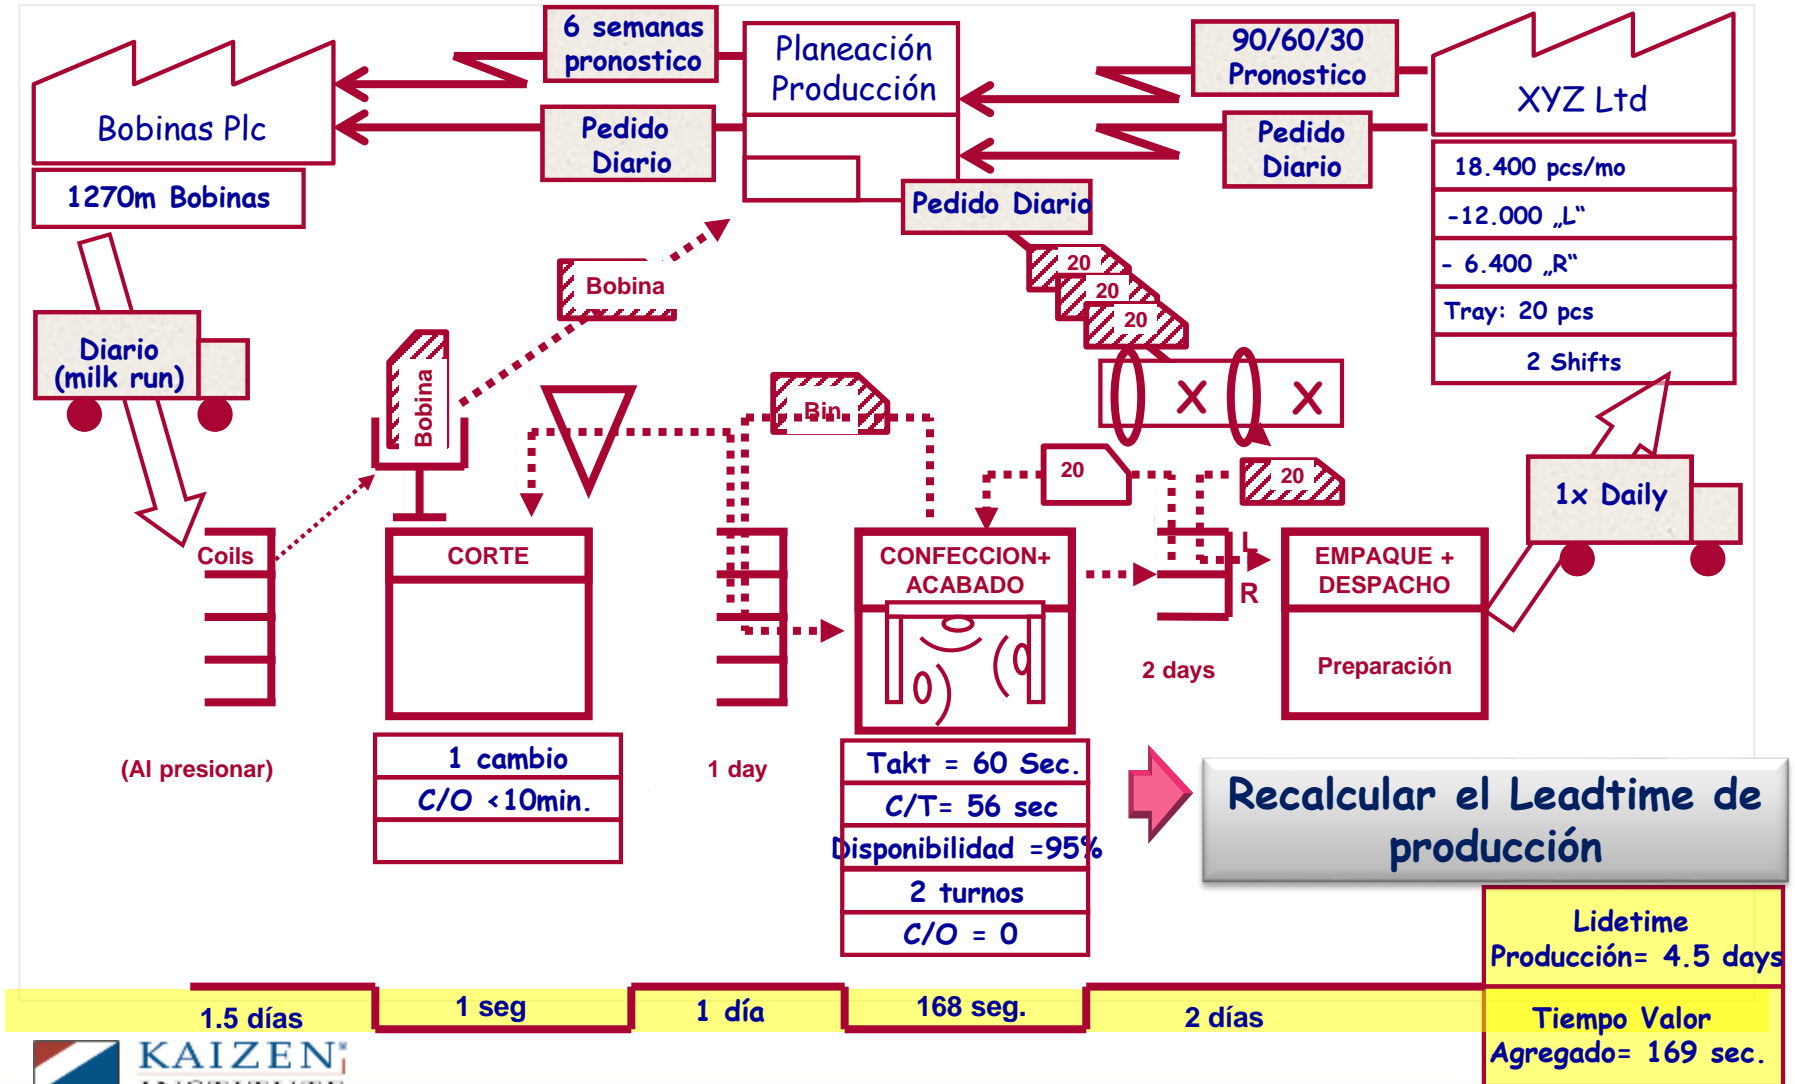 6 semanas
pronostico
Planeación
Producción
90/60/30
Pronostico
XYZ Ltd
Bobinas Plc
Pedido
Diario
Pedido
Diario
1270m Bobinas
Pedido Diario
18.400 pcs/mo
-12.000 „L“
- 6.400 „R“
Tray: 20 pcs
2 Shifts
Bobina
20
20
20
Diario
(milk run)
Bobina
Bin
X X
20
20
1x Daily
Coils
CORTE
CONFECCION+
ACABADO
L
R
EMPAQUE +
DESPACHO
Preparación
2 days
(Al presionar)
1 cambio
C/O <10min.
1 day
Takt = 60 Sec.
C/T= 56 sec
Disponibilidad =95%
2 turnos
C/O = 0
Recalcular el Leadtime de
producción
Lidetime
Producción= 4.5 days
1.5 días
1 seg
1 día
168 seg.
2 días
Tiempo Valor
Agregado= 169 sec.
KAIZEN
INSTITUTE